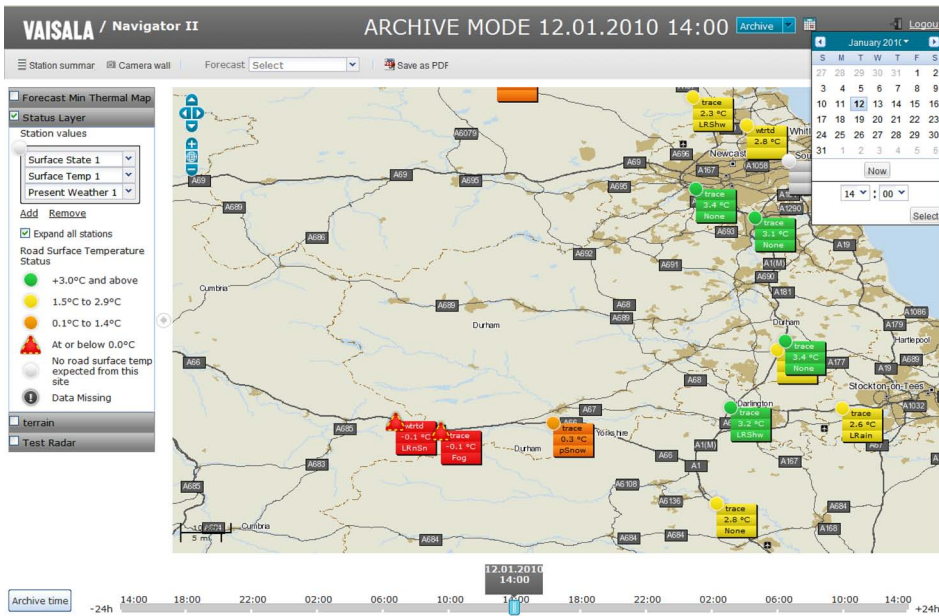 VAISALA / Navigator II
ARCHIVE MODE 12.01.2010 14:00
Archive
Logou
Station summar
Camera wall
Forecast
Select
Save as PDF
January 201
S M T W T F S
27 28 29 30 31 1 2
3 4 5 6 7 8 9
10 11 12 13 14 15 16
17 18 19 20 21 22 23
24 25 26 27 28 29 30
31 1 2 3 4 5 6
Now
14 : 00
Select
Forecast Min Thermal Map
Status Layer
Station values
Surface State 1
Surface Temp 1
Present Weather 1
Add Remove
Expand all stations
Road Surface Temperature
Status
+3.0°C and above
1.5°C to 2.9°C
0.1°C to 1.4°C
At or below 0.0°C
No road surface temp
expected from this
site
Data Missing
terrain
Test Radar
trace
2.3 °C
LRShw
wtrtd
2.8 °C
Whitl
Newcast
Sou
A6079
A696
A1058
A69
A167
A69
A69
A695
A695
trace
3.4 °C
None
A689
A1290
trace
3.1 °C
None
A693
A686
A19
A692
A691
A1(M)
A690
A181
Cumbria
A689
A68
A689
A1086
Durham
Durham
A179
Hartlepool
trace
3.4 °C
None
A66
A177
A689
A19
A68
Stockton-on-Tees
Darlington
trace
3.2 °C
LRShw
trace
2.6 °C
LRain
A1032
A67
A67
A66
wtrtd
-0.1 °C
LRnSn
trace
-0.1 °C
Fog
trace
0.3 °C
pSnow
Yorkshire
A685
Durham
A683
A66
A1(M)
A1
A167
A685
A6108
A6136
trace
2.8 °C
None
A684
A168
Cumbria
A684
A684
A684
5 mi
12.01.2010
14:00
Archive time
-24h
14:00 18:00 22:00 02:00 06:00 10:00 14:00 18:00 22:00 02:00 06:00 10:00 14:00
+24h